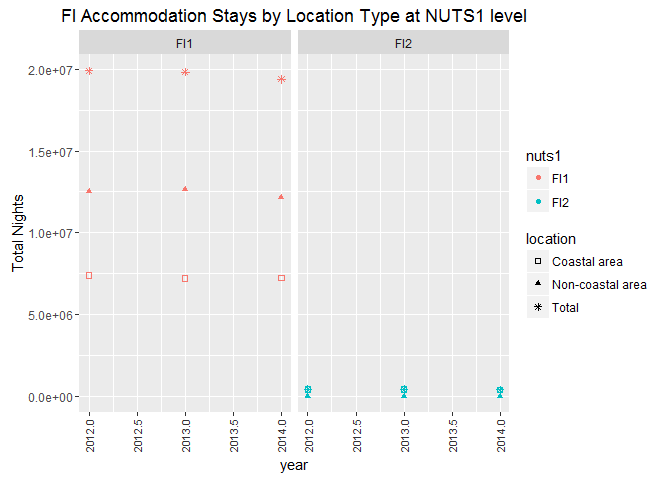 FI Accommodation Stays by Location Type at NUTS1 level
FI1
FI2
2.0e+07
1.5e+07
1.0e+07
5.0e+06
0.0e+00
Total Nights
2012.0
2012.5
2013.0
2013.5
2014.0
2012.0
2012.5
2013.0
2013.5
2014.0
year
nuts1
FI1
FI2
location
Coastal area
Non-coastal area
Total